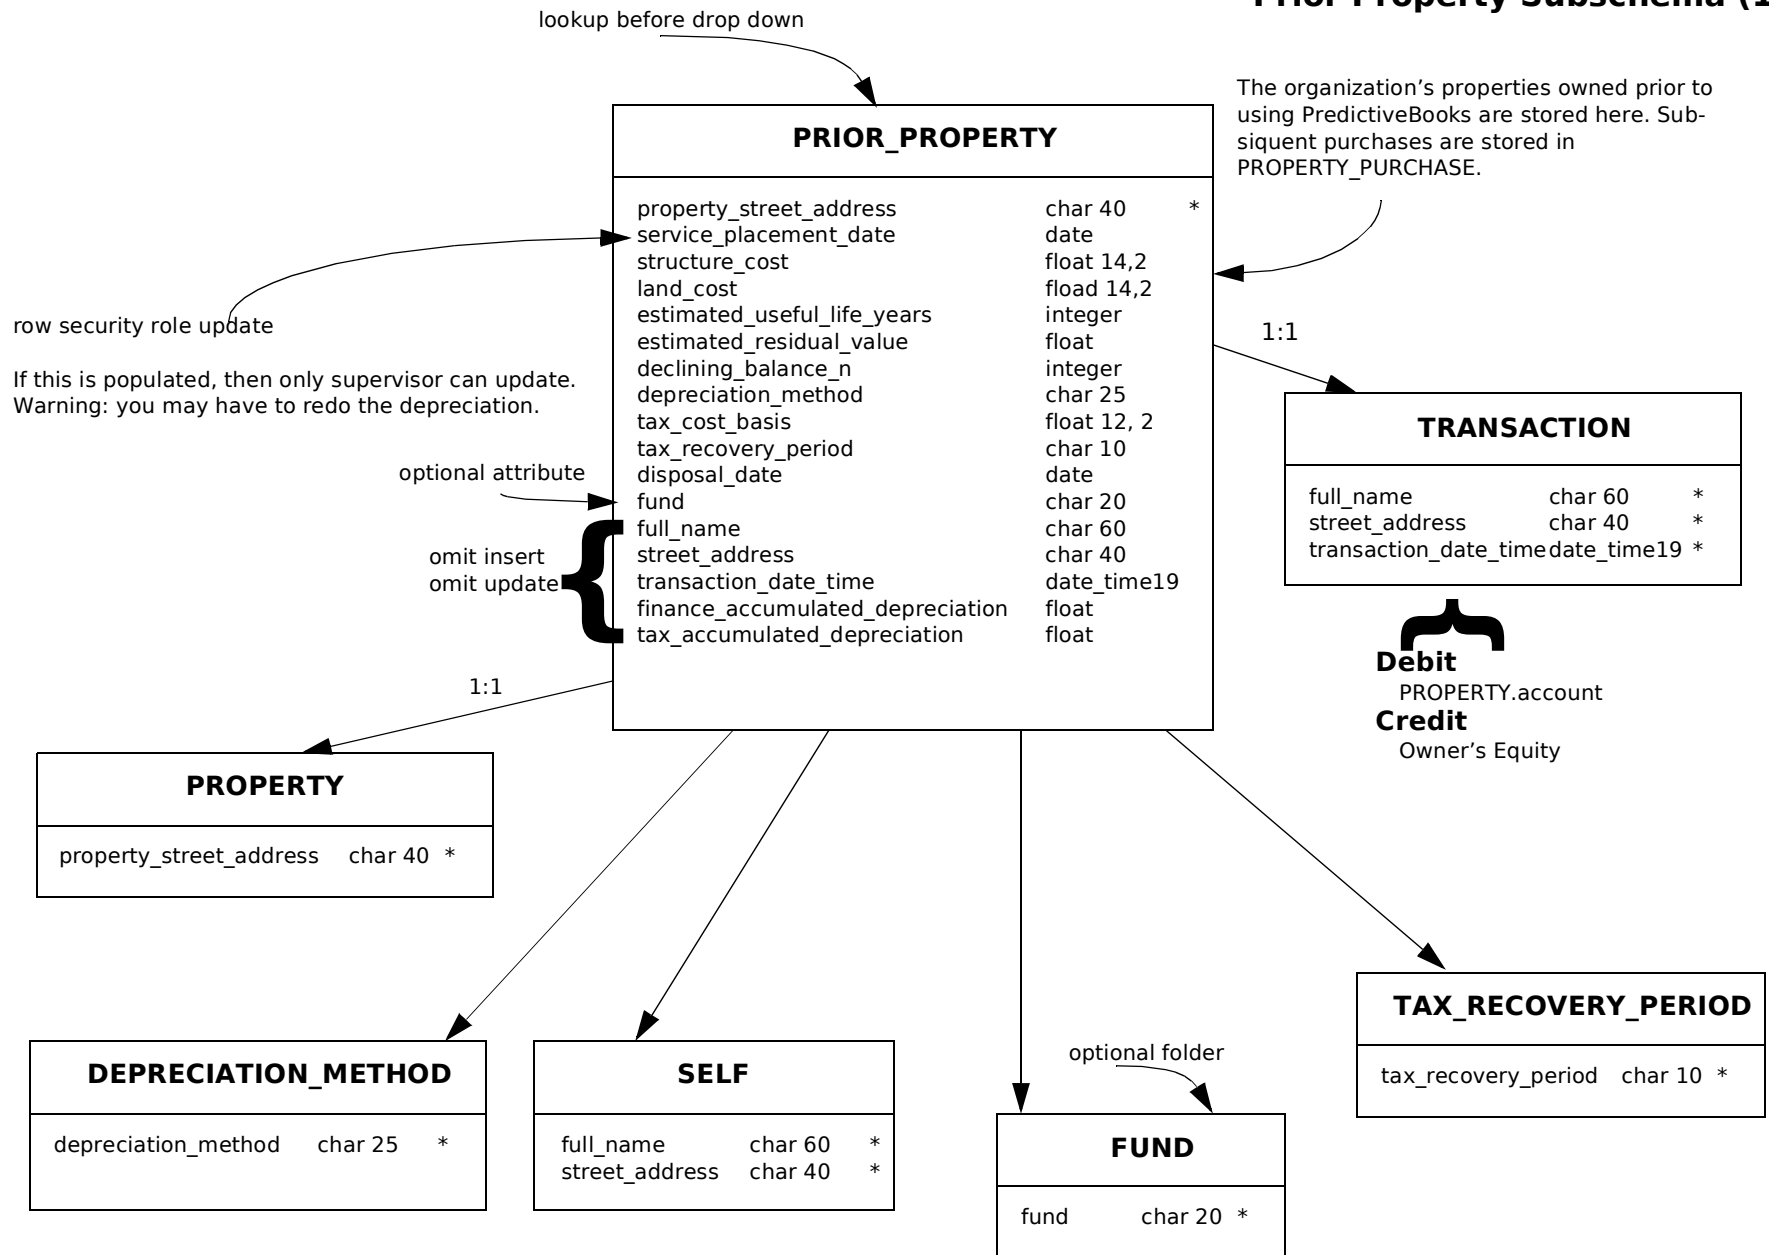 Prior Property Subschema (1
lookup before drop down
The organization’s properties owned prior to
using PredictiveBooks are stored here. Sub-
siquent purchases are stored in
PROPERTY_PURCHASE.
PRIOR_PROPERTY
property_street_address char 40 *
service_placement_date date
structure_cost float 14,2
land_cost fload 14,2
estimated_useful_life_years integer
estimated_residual_value float
declining_balance_n integer
depreciation_method char 25
tax_cost_basis float 12, 2
tax_recovery_period char 10
disposal_date date
fund char 20
full_name char 60
street_address char 40
transaction_date_time date_time19
finance_accumulated_depreciation float
tax_accumulated_depreciation float
row security role update
If this is populated, then only supervisor can update.
Warning: you may have to redo the depreciation.
optional attribute
omit insert
omit update
1:1
TRANSACTION
full_name char 60 *
street_address char 40 *
transaction_date_time date_time19 *
Debit
PROPERTY.account
Credit
Owner’s Equity
1:1
PROPERTY
property_street_address char 40 *
DEPRECIATION_METHOD
depreciation_method char 25 *
SELF
full_name char 60 *
street_address char 40 *
optional folder
FUND
fund char 20 *
TAX_RECOVERY_PERIOD
tax_recovery_period char 10 *